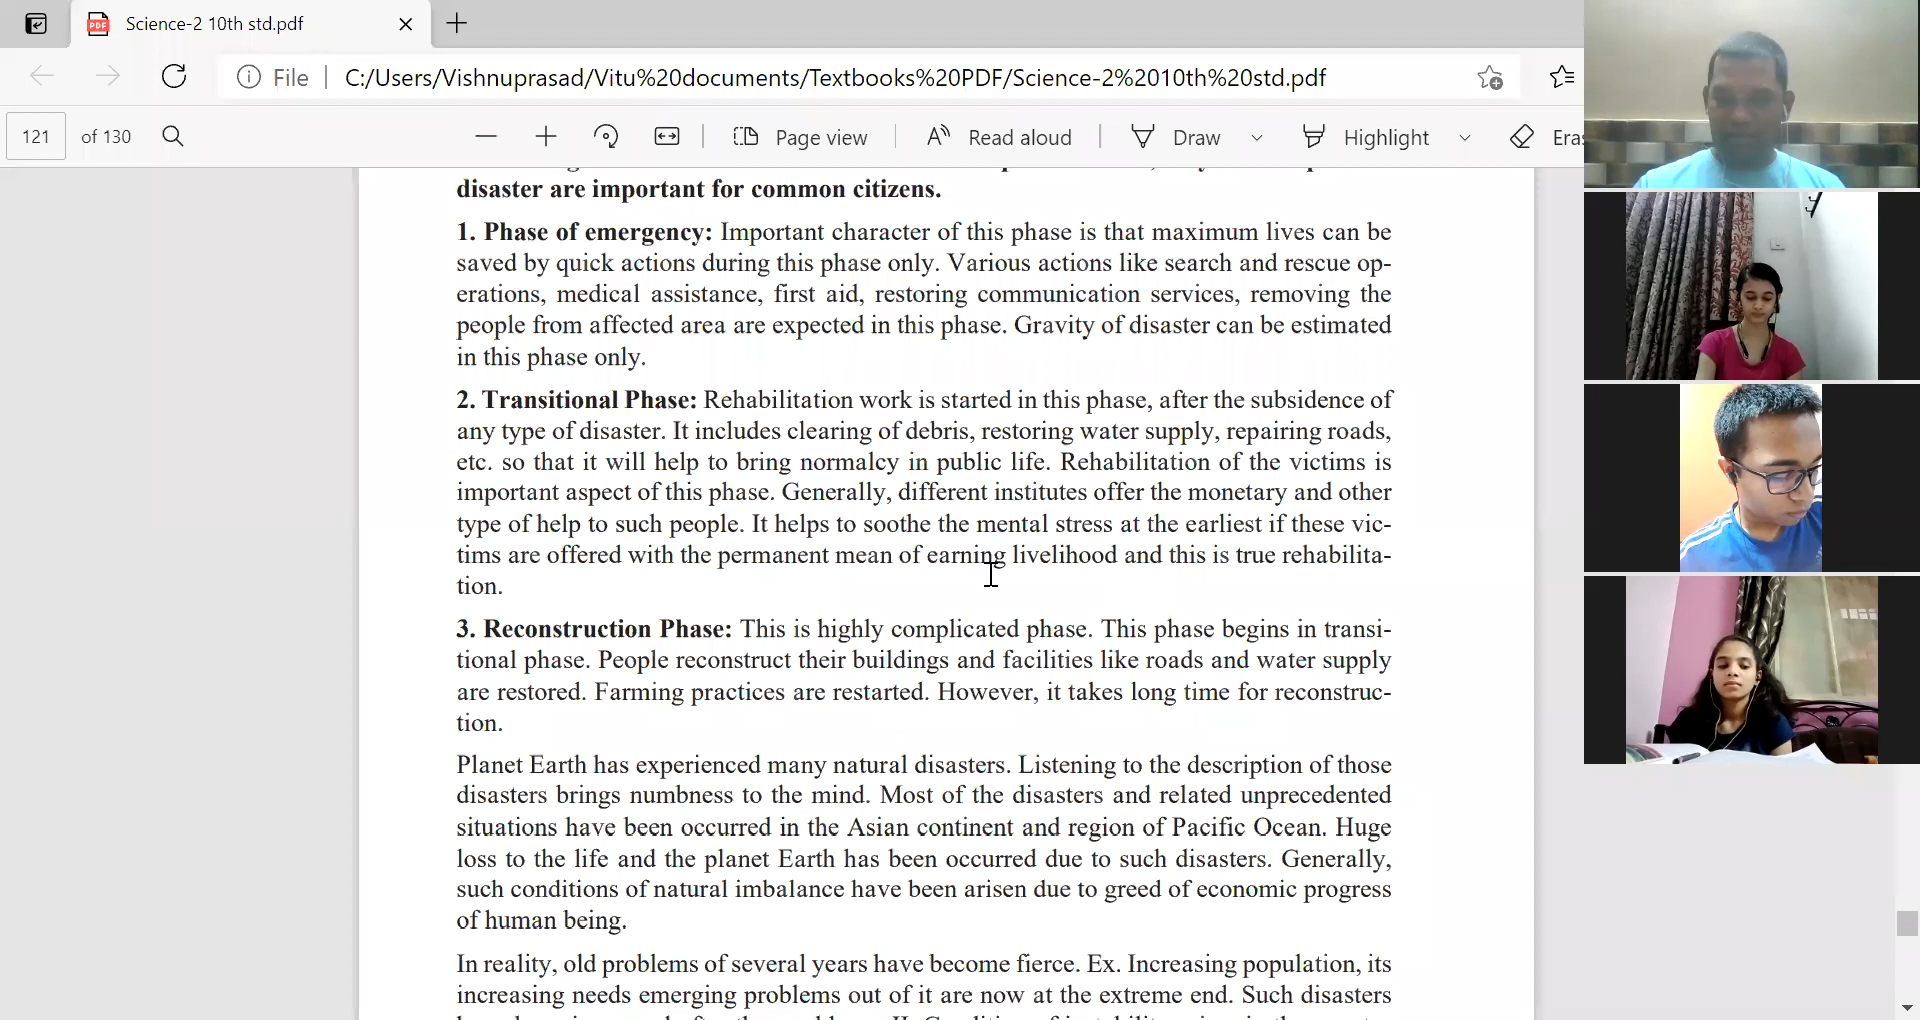 Science-2 10th std.pdf
File
C:/Users/Vishnuprasad/Vitu%20documents/Textbooks%20PDF/Science-2%2010th%20std.pdf
121 of 130
Page view
Read aloud
Draw
Highlight
Era
disaster are important for common citizens.
1. Phase of emergency: Important character of this phase is that maximum lives can be
saved by quick actions during this phase only. Various actions like search and rescue op-
erations, medical assistance, first aid, restoring communication services, removing the
people from affected area are expected in this phase. Gravity of disaster can be estimated
in this phase only.
2. Transitional Phase: Rehabilitation work is started in this phase, after the subsidence of
any type of disaster. It includes clearing of debris, restoring water supply, repairing roads,
etc. so that it will help to bring normalcy in public life. Rehabilitation of the victims is
important aspect of this phase. Generally, different institutes offer the monetary and other
type of help to such people. It helps to soothe the mental stress at the earliest if these vic-
tims are offered with the permanent mean of earning livelihood and this is true rehabilita-
tion.
3. Reconstruction Phase: This is highly complicated phase. This phase begins in transi-
tional phase. People reconstruct their buildings and facilities like roads and water supply
are restored. Farming practices are restarted. However, it takes long time for reconstruc-
tion.
Planet Earth has experienced many natural disasters. Listening to the description of those
disasters brings numbness to the mind. Most of the disasters and related unprecedented
situations have been occurred in the Asian continent and region of Pacific Ocean. Huge
loss to the life and the planet Earth has been occurred due to such disasters. Generally,
such conditions of natural imbalance have been arisen due to greed of economic progress
of human being.
In reality, old problems of several years have become fierce. Ex. Increasing population, its
increasing needs emerging problems out of it are now at the extreme end. Such disasters